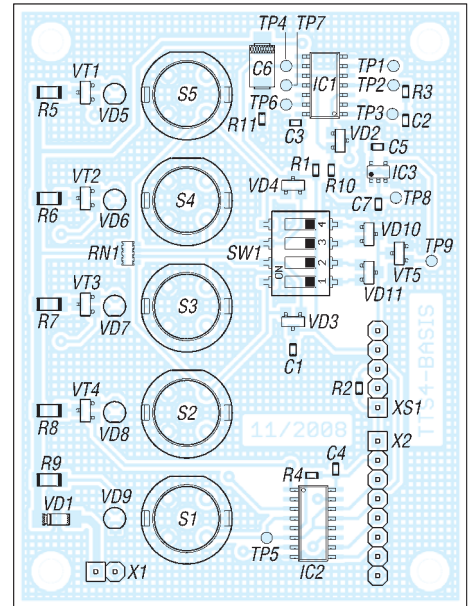 TP4 TP7
VT1
S5
C6
IC1
TP1
TP2
R3
R5
VD5
TP6
TP3
C2
R11
C3
VD2
C5
VT2
S4
R1
R10
IC3
VD4
C7
TP8
R6
VD6
RN1
SW1
ON
1 2 3 4
VD10
TP9
VT5
VT3
S3
VD11
R7
VD7
VD3
C1
VT4
S2
R2
XS1
TTS4-BASIS
R8
VD8
11/2008
X2
R9
C4
R4
VD1
VD9
S1
TP5
IC2
X1